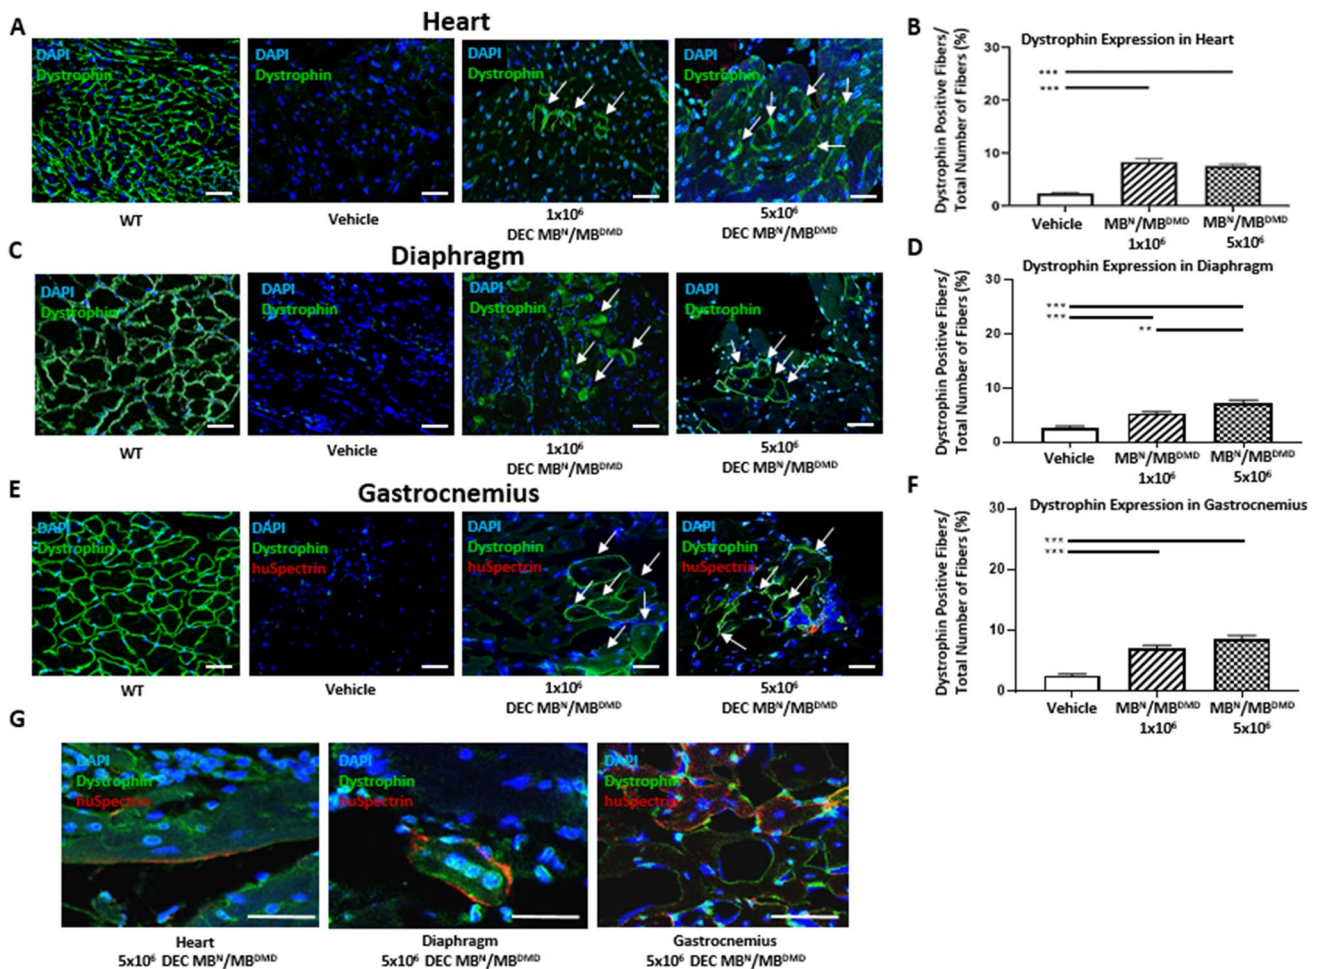 A
Heart
DAPI
Dystrophin
DAPI
Dystrophin
DAPI
Dystrophin
DAPI
Dystrophin
WT
Vehicle
1x10⁶
DEC MBᴺ/MBᴰᴹᴰ
5x10⁶
DEC MBᴺ/MBᴰᴹᴰ
B
Dystrophin Expression in Heart
Dystrophin Positive Fibers/
Total Number of Fibers (%)
30
20
10
0
***
***
Vehicle
MBᴺ/MBᴰᴹᴰ
1x10⁶
MBᴺ/MBᴰᴹᴰ
5x10⁶
C
Diaphragm
DAPI
Dystrophin
DAPI
Dystrophin
DAPI
Dystrophin
DAPI
Dystrophin
WT
Vehicle
1x10⁶
DEC MBᴺ/MBᴰᴹᴰ
5x10⁶
DEC MBᴺ/MBᴰᴹᴰ
D
Dystrophin Expression in Diaphragm
Dystrophin Positive Fibers/
Total Number of Fibers (%)
30
20
10
0
***
***
**
Vehicle
MBᴺ/MBᴰᴹᴰ
1x10⁶
MBᴺ/MBᴰᴹᴰ
5x10⁶
E
Gastrocnemius
DAPI
Dystrophin
DAPI
Dystrophin
huSpectrin
DAPI
Dystrophin
huSpectrin
DAPI
Dystrophin
huSpectrin
WT
Vehicle
1x10⁶
DEC MBᴺ/MBᴰᴹᴰ
5x10⁶
DEC MBᴺ/MBᴰᴹᴰ
F
Dystrophin Expression in Gastrocnemius
Dystrophin Positive Fibers/
Total Number of Fibers (%)
30
20
10
0
***
***
Vehicle
MBᴺ/MBᴰᴹᴰ
1x10⁶
MBᴺ/MBᴰᴹᴰ
5x10⁶
G
DAPI
Dystrophin
huSpectrin
DAPI
Dystrophin
huSpectrin
DAPI
Dystrophin
huSpectrin
Heart
5x10⁶ DEC MBᴺ/MBᴰᴹᴰ
Diaphragm
5x10⁶ DEC MBᴺ/MBᴰᴹᴰ
Gastrocnemius
5x10⁶ DEC MBᴺ/MBᴰᴹᴰ